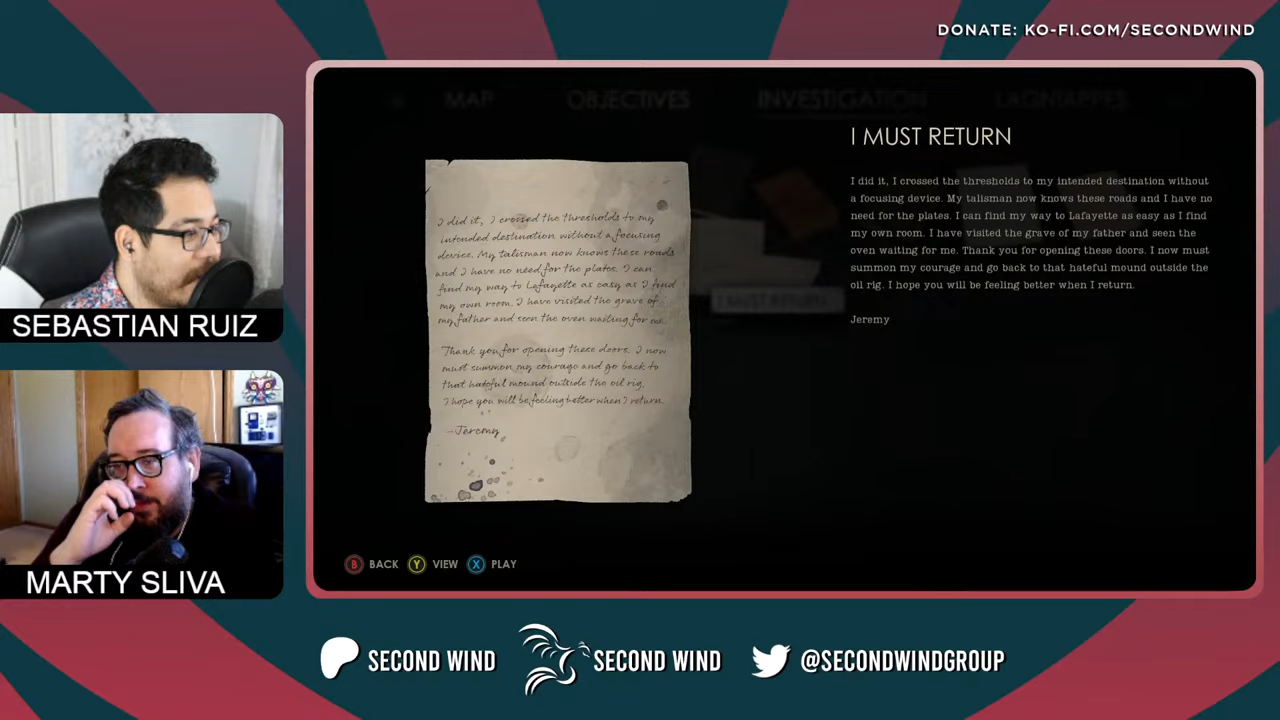 DONATE: KO-FI.COM/SECONDWIND
MAP
OBJECTIVES
INVESTIGATION
LAGNIAPPES
I MUST RETURN
I did it, I crossed the thresholds to my
intended destination without a focusing
device. My talisman now knows these roads
and I have no need for the plates. I can
find my way to Lafayette as easy as I find
my own room. I have visited the grave of
my father and seen the oven waiting for me.
Thank you for opening these doors. I now
must summon my courage and go back to
that hateful mound outside the oil rig.
I hope you will be feeling better when I return.
-Jeremy
I did it, I crossed the thresholds to my intended destination without
a focusing device. My talisman now knows these roads and I have no
need for the plates. I can find my way to Lafayette as easy as I find
my own room. I have visited the grave of my father and seen the
oven waiting for me. Thank you for opening these doors. I now must
summon my courage and go back to that hateful mound outside the
oil rig. I hope you will be feeling better when I return.
Jeremy
I MUST RETURN
B BACK Y VIEW X PLAY
SEBASTIAN RUIZ
MARTY SLIVA
SECOND WIND
SECOND WIND
@SECONDWINDGROUP